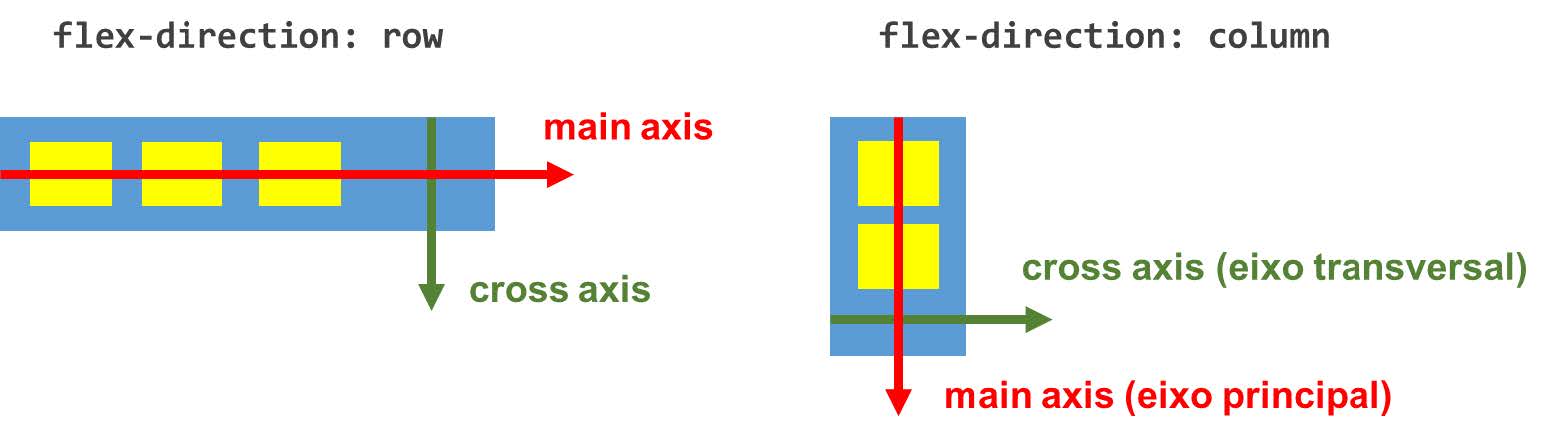 flex-direction: row
main axis
cross axis
flex-direction: column
cross axis (eixo transversal)
main axis (eixo principal)